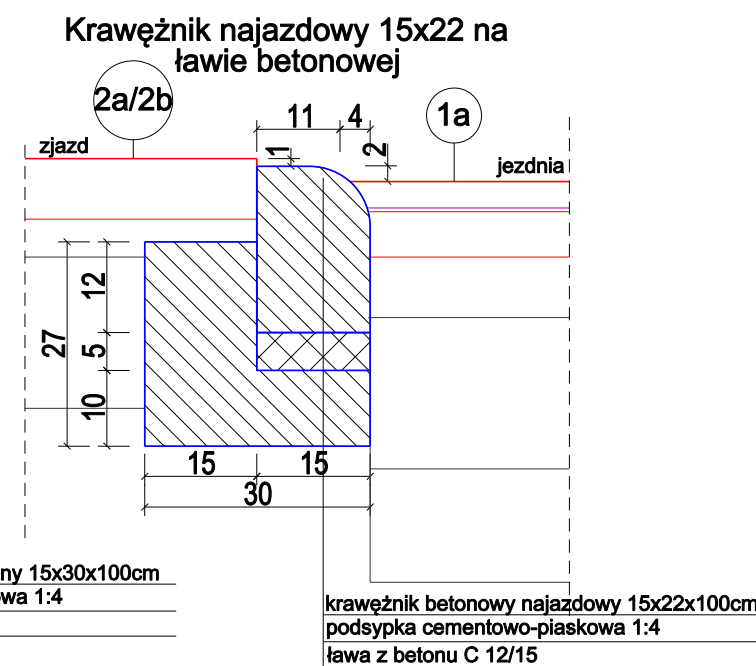 Krawężnik najazdowy 15x22 na
ławie betonowej
2a/2b
11
4
1a
zjazd
1
2
jezdnia
12
27
5
10
15
15
30
ny 15x30x100cm
wa 1:4
krawężnik betonowy najazdowy 15x22x100cm
podsypka cementowo-piaskowa 1:4
ława z betonu C 12/15